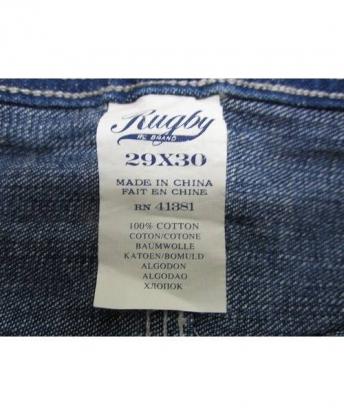 Rugby
RL BRAND
29X30
MADE IN CHINA
FAIT EN CHINE
RN 41381
100% COTTON
COTON/COTONE
BAUMWOLLE
KATOEN/BOMULD
ALGODON
ALGODAO
ХЛОПОК